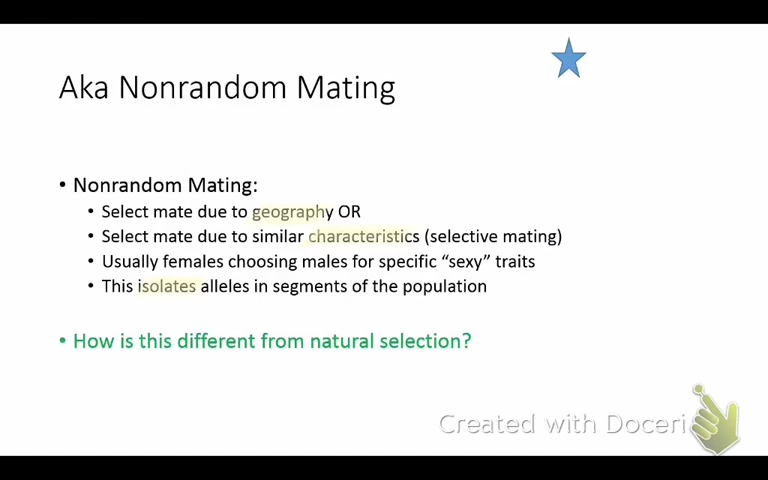 Aka Nonrandom Mating
• Nonrandom Mating:
• Select mate due to geography OR
• Select mate due to similar characteristics (selective mating)
• Usually females choosing males for specific “sexy” traits
• This isolates alleles in segments of the population
• How is this different from natural selection?
Created with Doceri